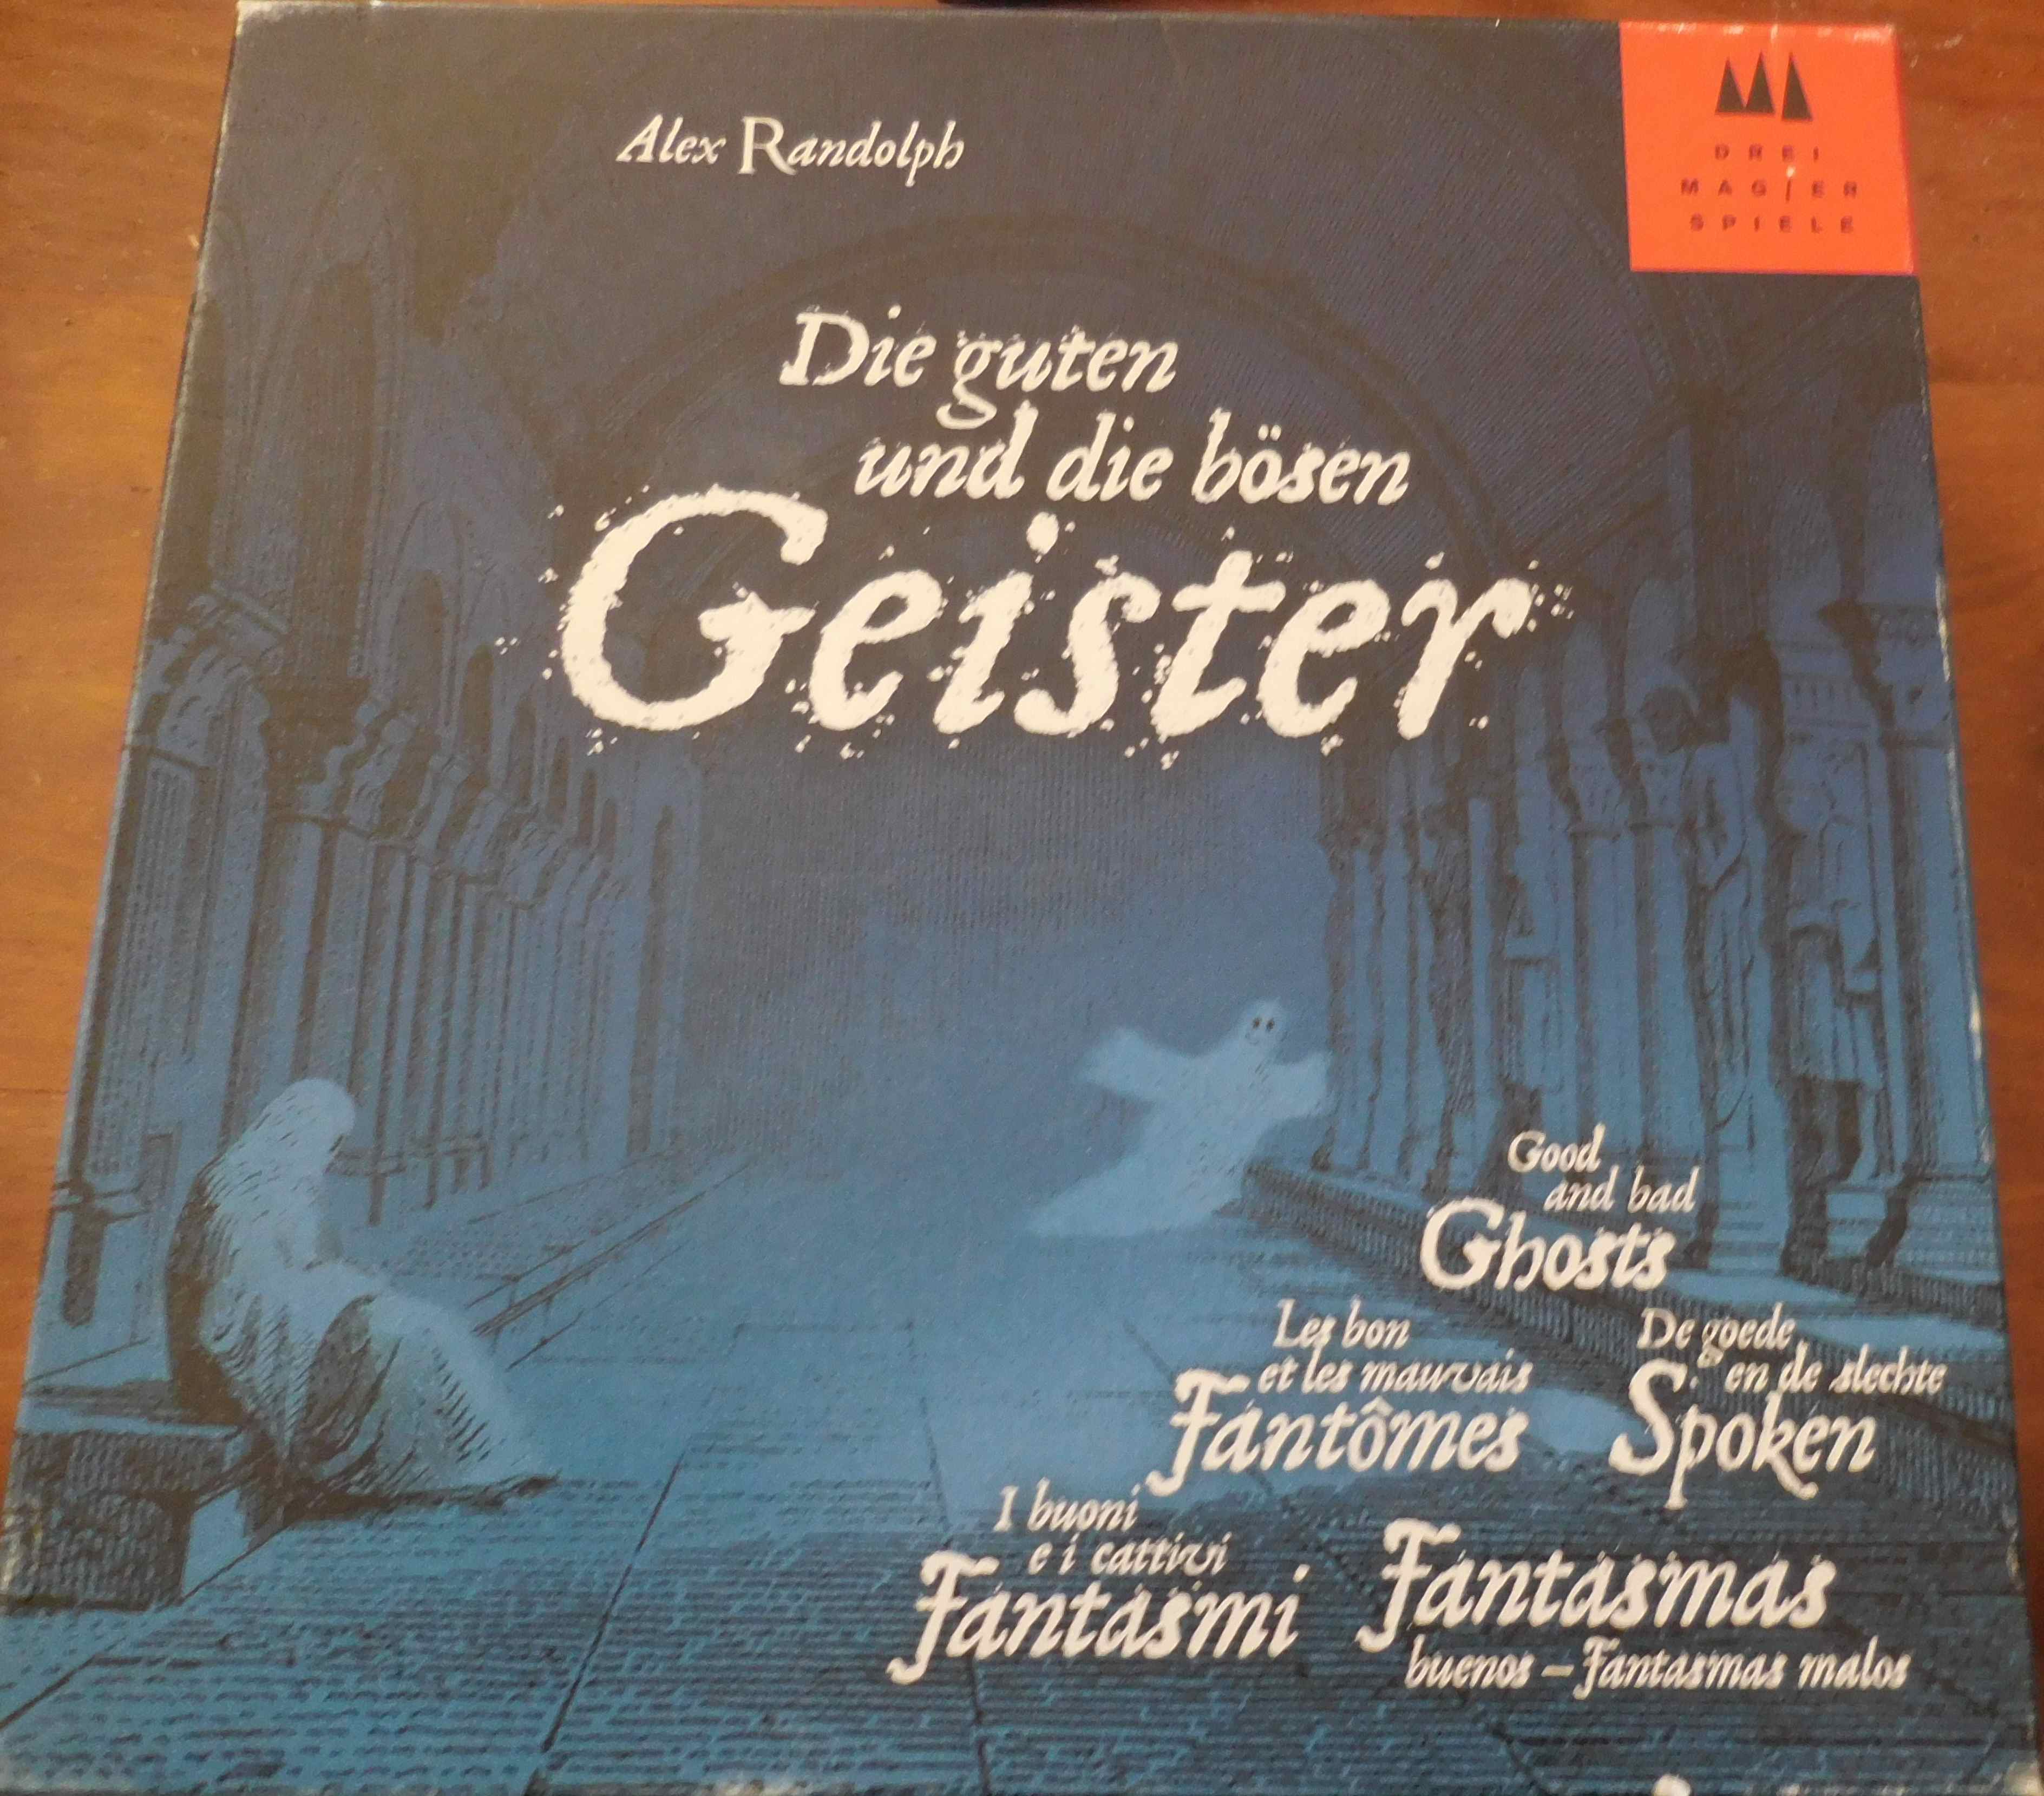 Alex Randolph
DREI
MAGIER
SPIELE
Die guten
und die bösen
Geister
Good
and bad
Ghosts
Les bon
et les mauvais
Fantômes
De goede
en de slechte
Spoken
I buoni
e i cattivi
Fantasmi
Fantasmas
buenos – Fantasmas malos